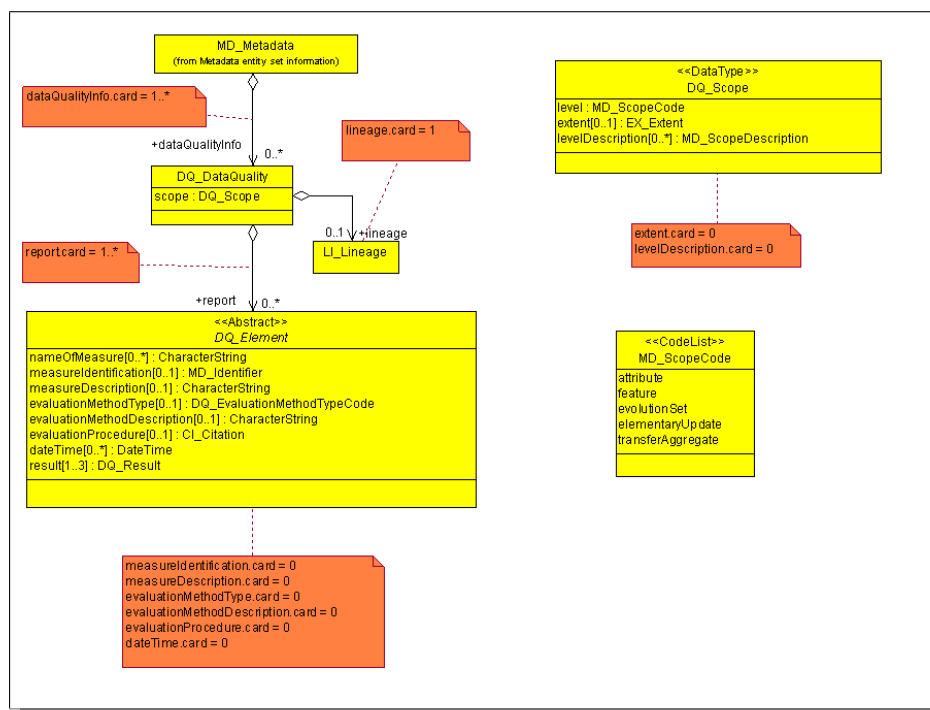 MD_Metadata
(from Metadata entity set information)
dataQualityInfo.card = 1..*
+dataQualityInfo
0..*
lineage.card = 1
DQ_DataQuality
scope : DQ_Scope
0..1
+lineage
LI_Lineage
report.card = 1..*
+report
0..*
<<Abstract>>
DQ_Element
nameOfMeasure[0..*] : CharacterString
measureIdentification[0..1] : MD_Identifier
measureDescription[0..1] : CharacterString
evaluationMethodType[0..1] : DQ_EvaluationMethodTypeCode
evaluationMethodDescription[0..1] : CharacterString
evaluationProcedure[0..1] : CI_Citation
dateTime[0..*] : DateTime
result[1..3] : DQ_Result
measureIdentification.card = 0
measureDescription.card = 0
evaluationMethodType.card = 0
evaluationMethodDescription.card = 0
evaluationProcedure.card = 0
dateTime.card = 0
<<DataType>>
DQ_Scope
level : MD_ScopeCode
extent[0..1] : EX_Extent
levelDescription[0..*] : MD_ScopeDescription
extent.card = 0
levelDescription.card = 0
<<CodeList>>
MD_ScopeCode
attribute
feature
evolutionSet
elementaryUpdate
transferAggregate